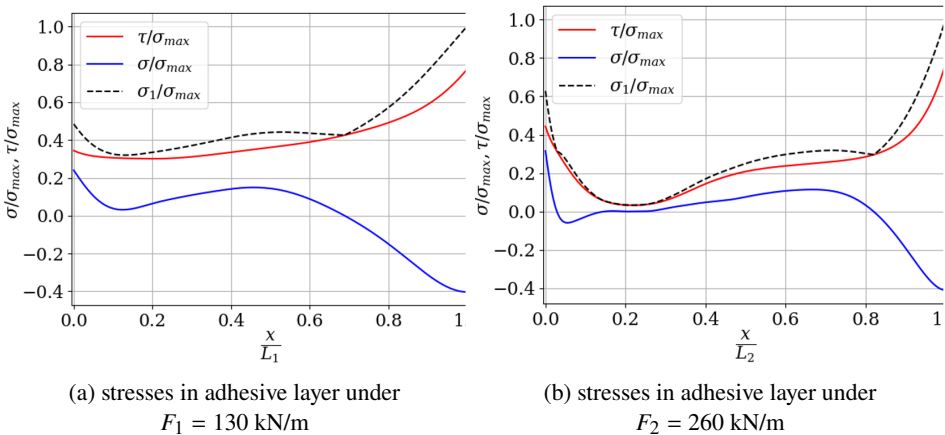 τ/σmax
σ/σmax
σ1/σmax
σ/σmax, τ/σmax
1.0
0.8
0.6
0.4
0.2
0.0
−0.2
−0.4
0.0 0.2 0.4 0.6 0.8 1.
x
L1
(a) stresses in adhesive layer under
F1 = 130 kN/m
τ/σmax
σ/σmax
σ1/σmax
σ/σmax, τ/σmax
1.0
0.8
0.6
0.4
0.2
0.0
−0.2
−0.4
0.0 0.2 0.4 0.6 0.8 1.
x
L2
(b) stresses in adhesive layer under
F2 = 260 kN/m